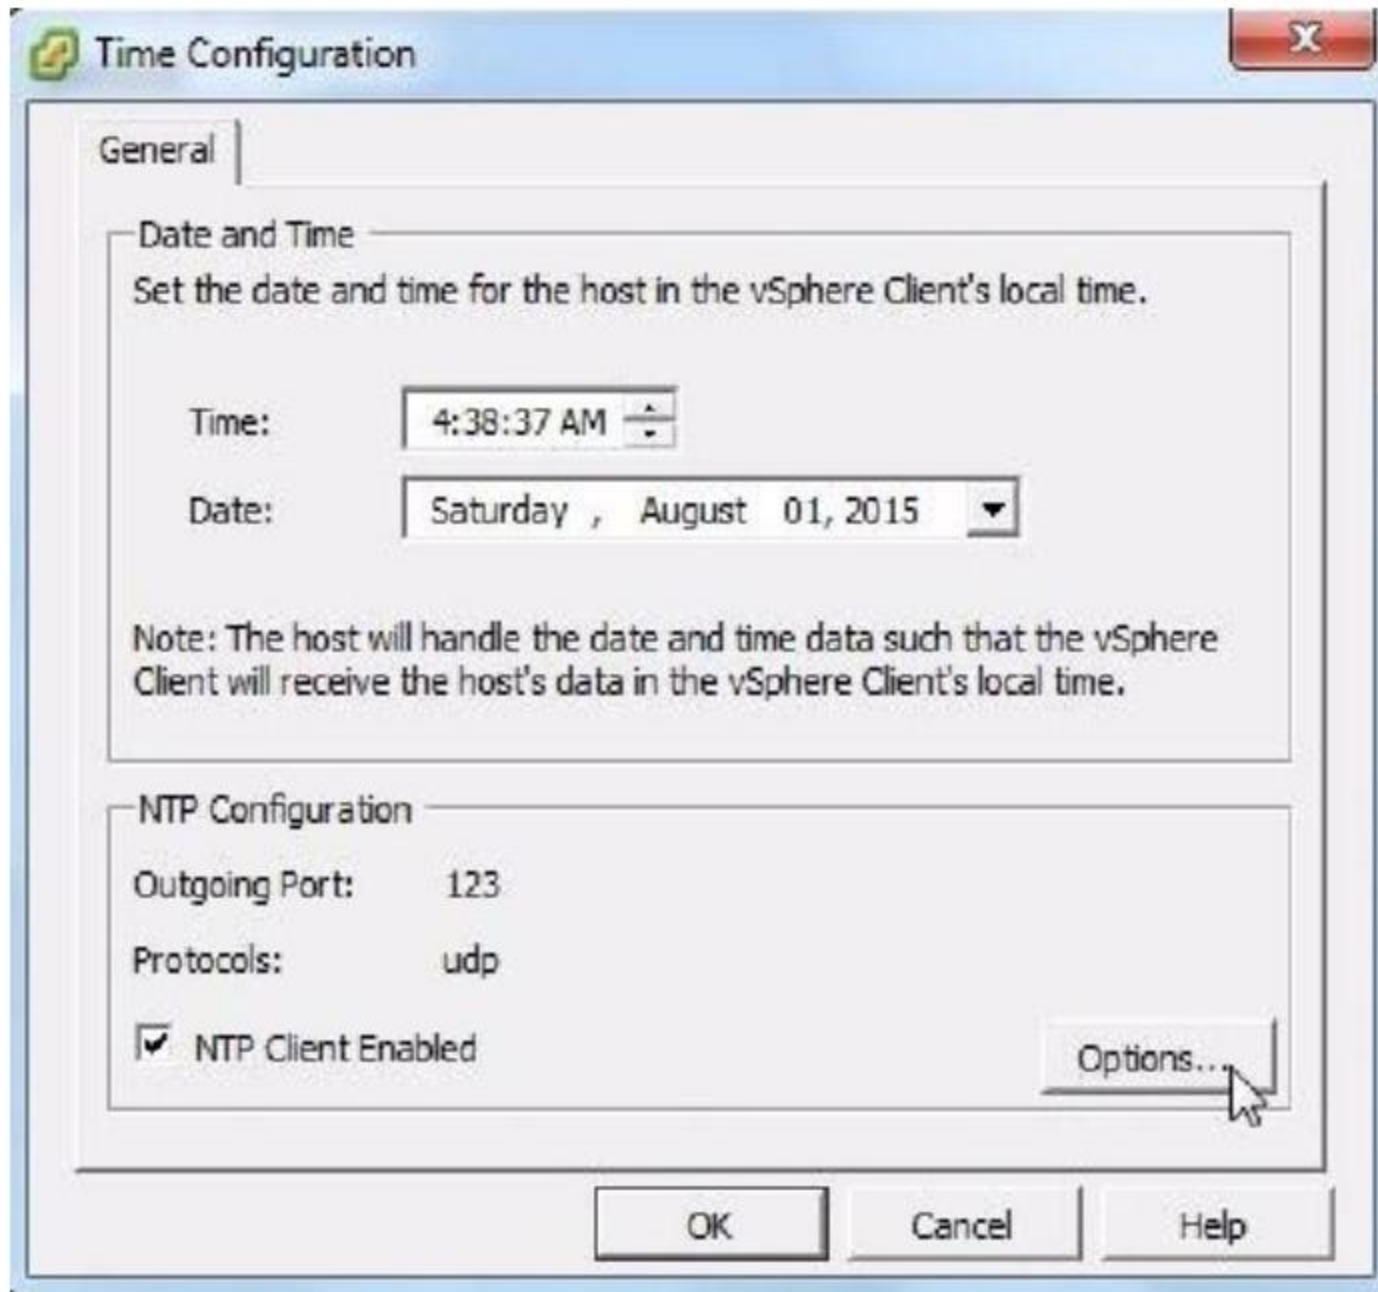 Time Configuration
General
Date and Time
Set the date and time for the host in the vSphere Client's local time.
Time: 4:38:37 AM
Date: Saturday , August 01, 2015
Note: The host will handle the date and time data such that the vSphere
Client will receive the host's data in the vSphere Client's local time.
NTP Configuration
Outgoing Port: 123
Protocols: udp
NTP Client Enabled
Options...
OK Cancel Help